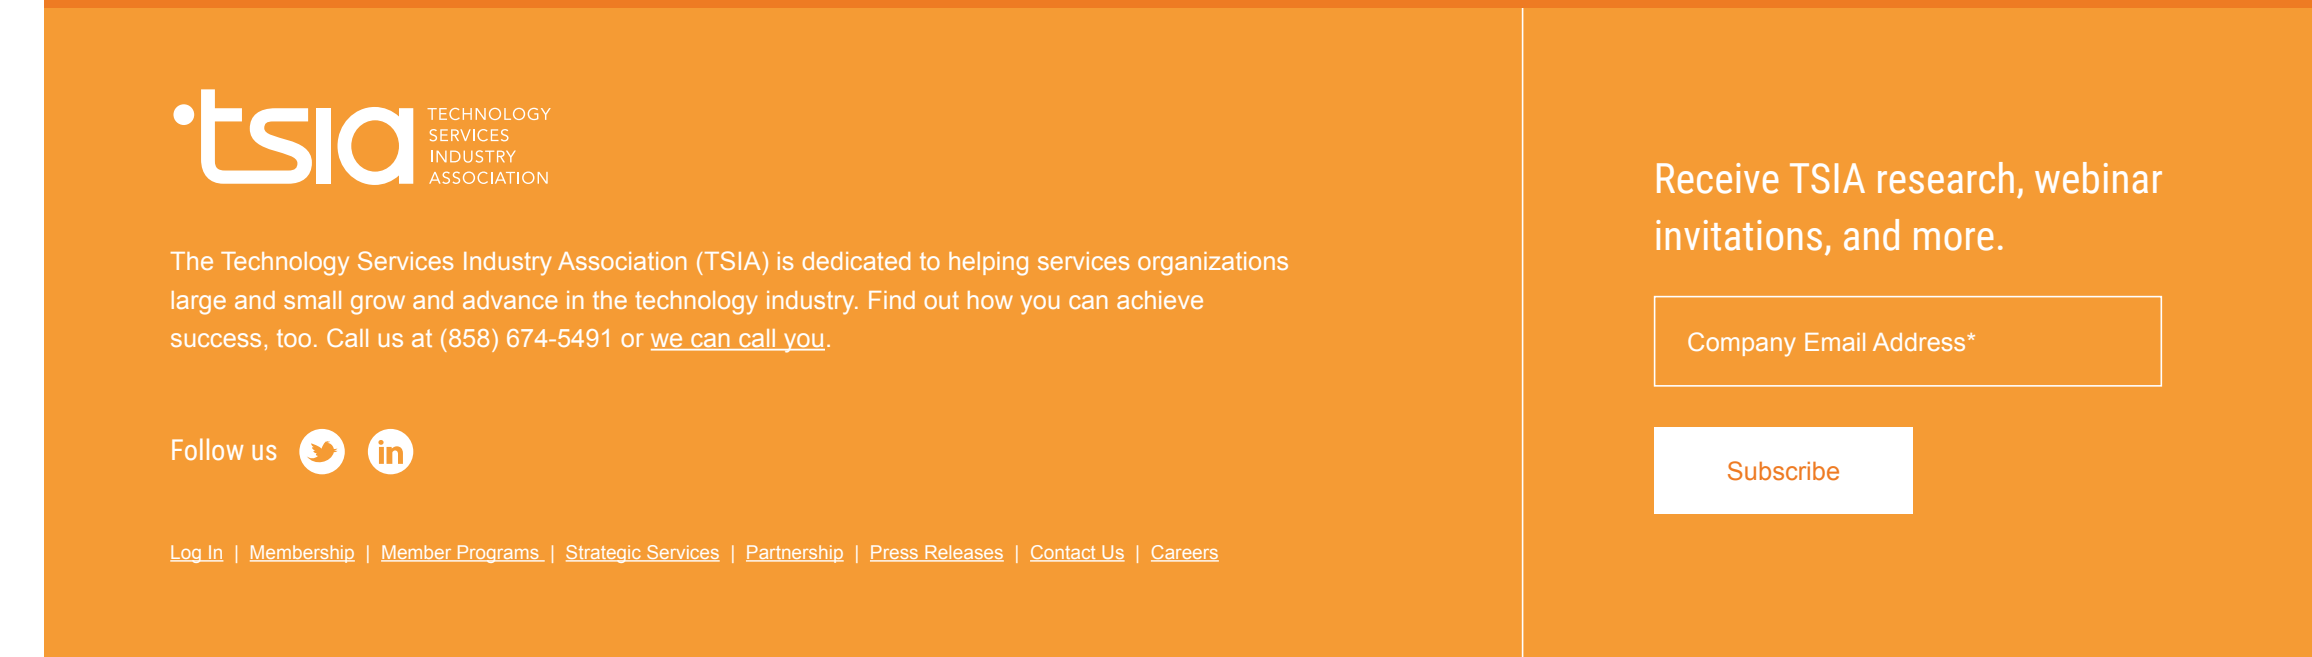 tsia
TECHNOLOGY
SERVICES
INDUSTRY
ASSOCIATION
The Technology Services Industry Association (TSIA) is dedicated to helping services organizations
large and small grow and advance in the technology industry. Find out how you can achieve
success, too. Call us at (858) 674-5491 or we can call you.
Follow us
in
Log In | Membership | Member Programs | Strategic Services | Partnership | Press Releases | Contact Us | Careers
Receive TSIA research, webinar
invitations, and more.
Company Email Address*
Subscribe